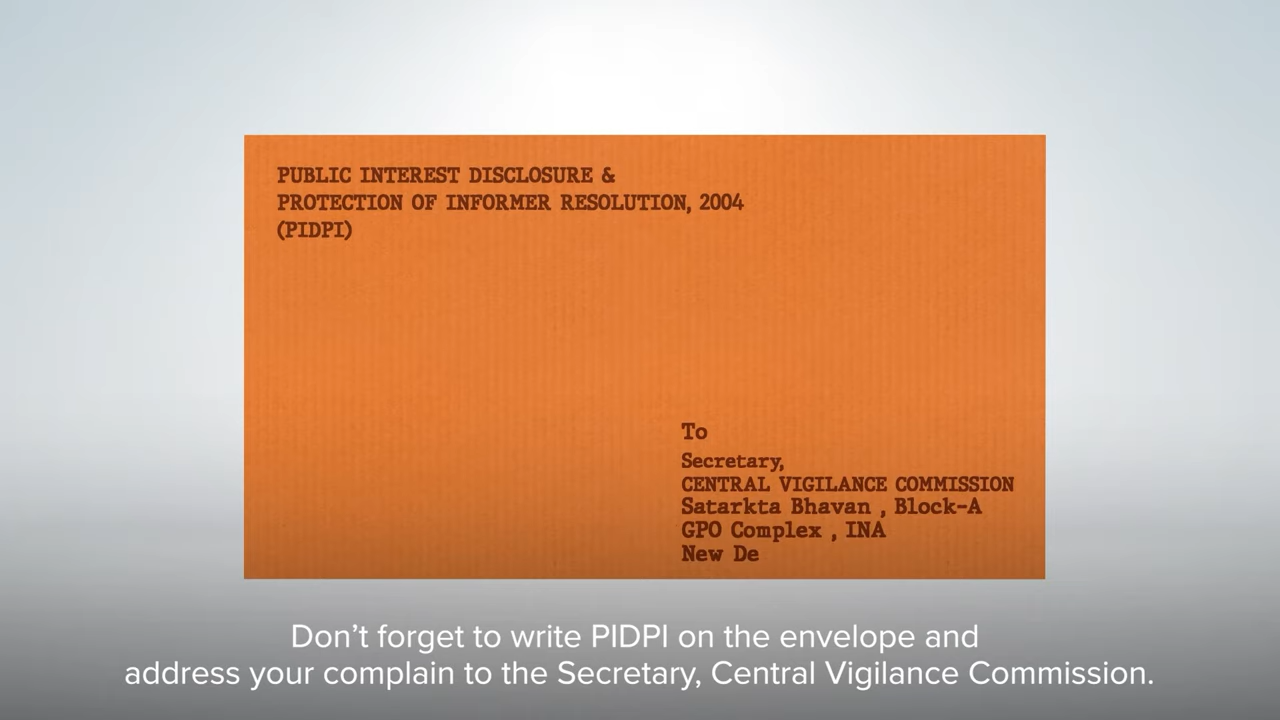 PUBLIC INTEREST DISCLOSURE &
PROTECTION OF INFORMER RESOLUTION, 2004
(PIDPI)
To
Secretary,
CENTRAL VIGILANCE COMMISSION
Satarkta Bhavan , Block-A
GPO Complex , INA
New De
Don't forget to write PIDPI on the envelope and
address your complain to the Secretary, Central Vigilance Commission.